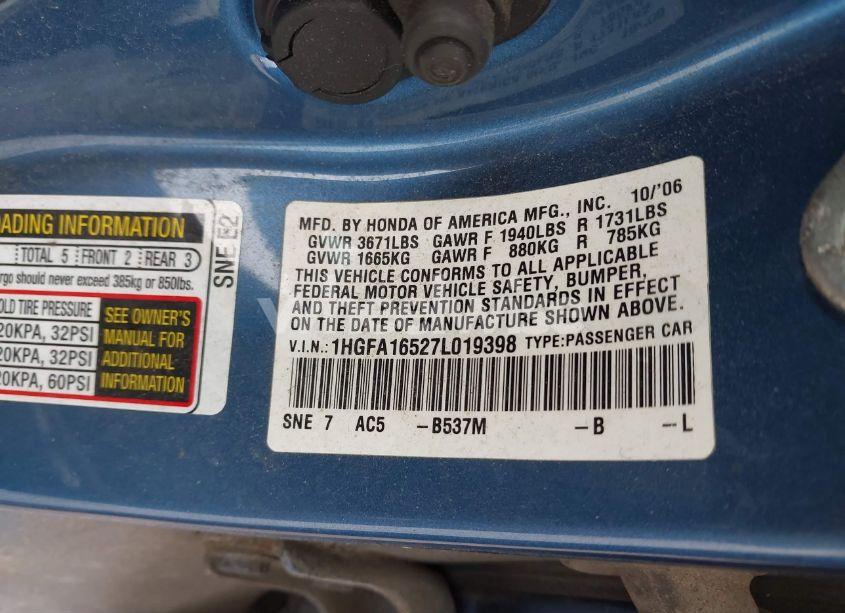 OADING INFORMATION
TOTAL 5 FRONT 2 REAR 3
rgo should never exceed 385kg or 850lbs.
OLD TIRE PRESSURE
20KPA, 32PSI
20KPA, 32PSI
20KPA, 60PSI
SEE OWNER'S
MANUAL FOR
ADDITIONAL
INFORMATION
SNE E2
MFD. BY HONDA OF AMERICA MFG., INC. 10/'06
GVWR 3671LBS GAWR F 1940LBS R 1731LBS
GVWR 1665KG GAWR F 880KG R 785KG
THIS VEHICLE CONFORMS TO ALL APPLICABLE
FEDERAL MOTOR VEHICLE SAFETY, BUMPER,
AND THEFT PREVENTION STANDARDS IN EFFECT
ON THE DATE OF MANUFACTURE SHOWN ABOVE.
V.I.N.: 1HGFA16527L019398 TYPE:PASSENGER CAR
SNE 7 AC5 -B537M -B -L